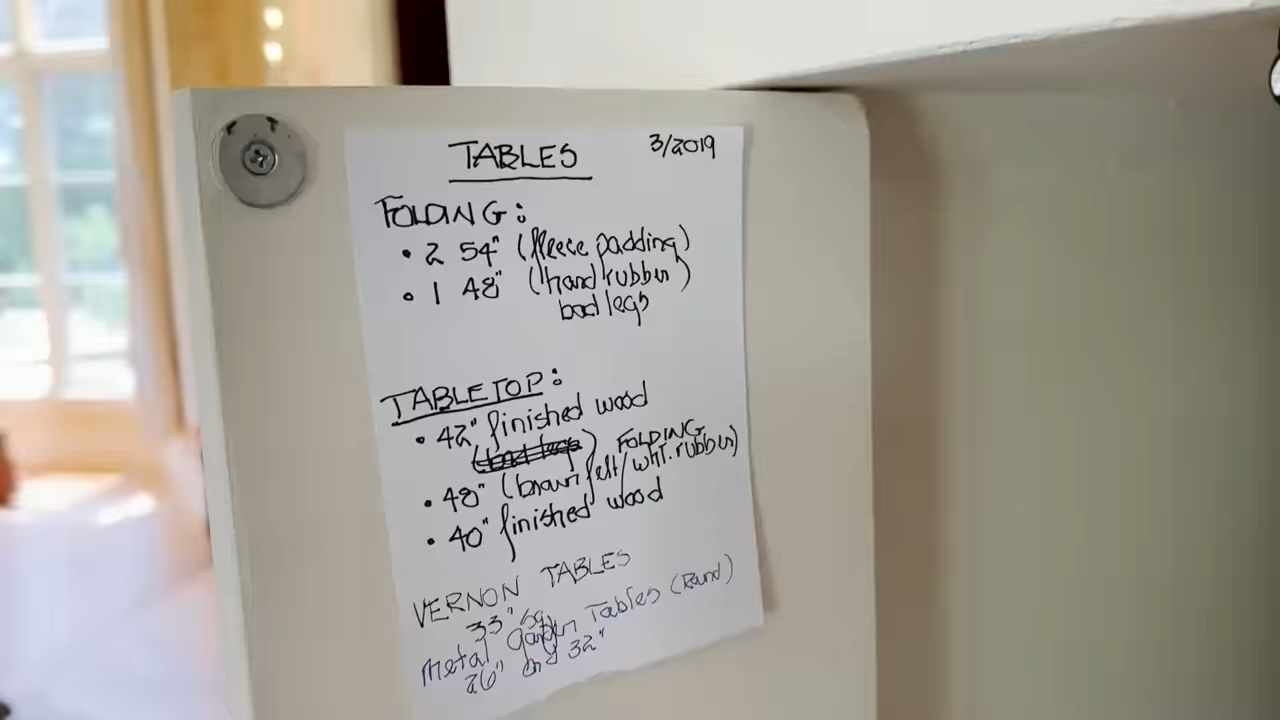 TABLES 3/2019
FOLDING:
• 2 54" (fleece padding)
• 1 48" (hard rubber)
bad legs
TABLETOP:
• 42" finished wood
(bad legs) FOLDING
• 48" (brown felt/wht. rubber)
• 40" finished wood
VERNON TABLES
33" sq.
metal garden Tables (Round)
26" and 32"